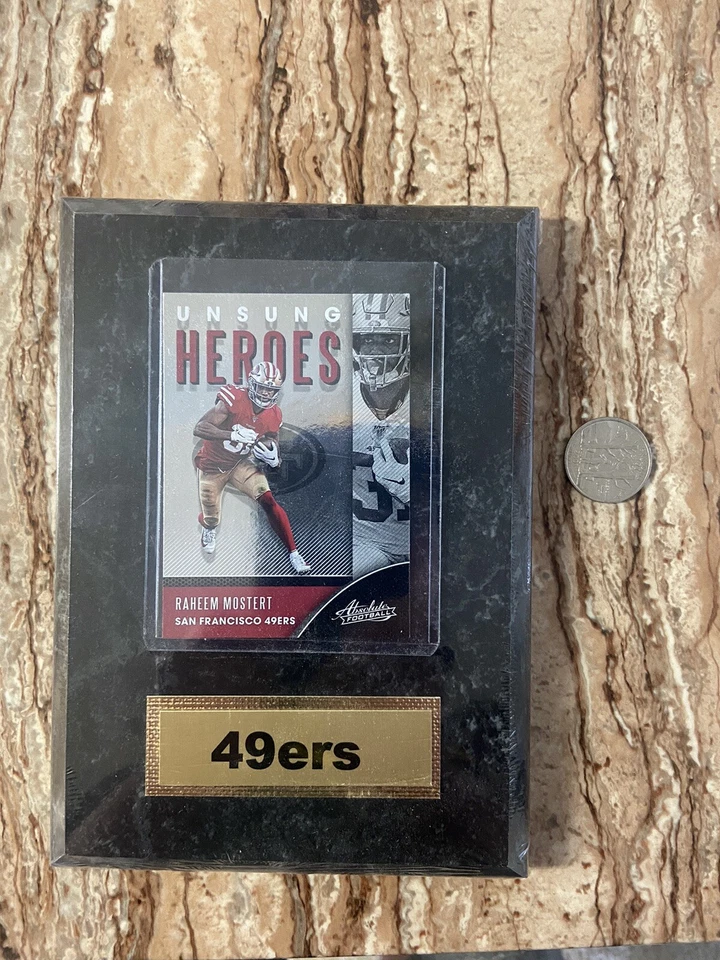 UNSUNG
HEROES
RAHEEM MOSTERT
SAN FRANCISCO 49ERS
Absolute
FOOTBALL
49ers